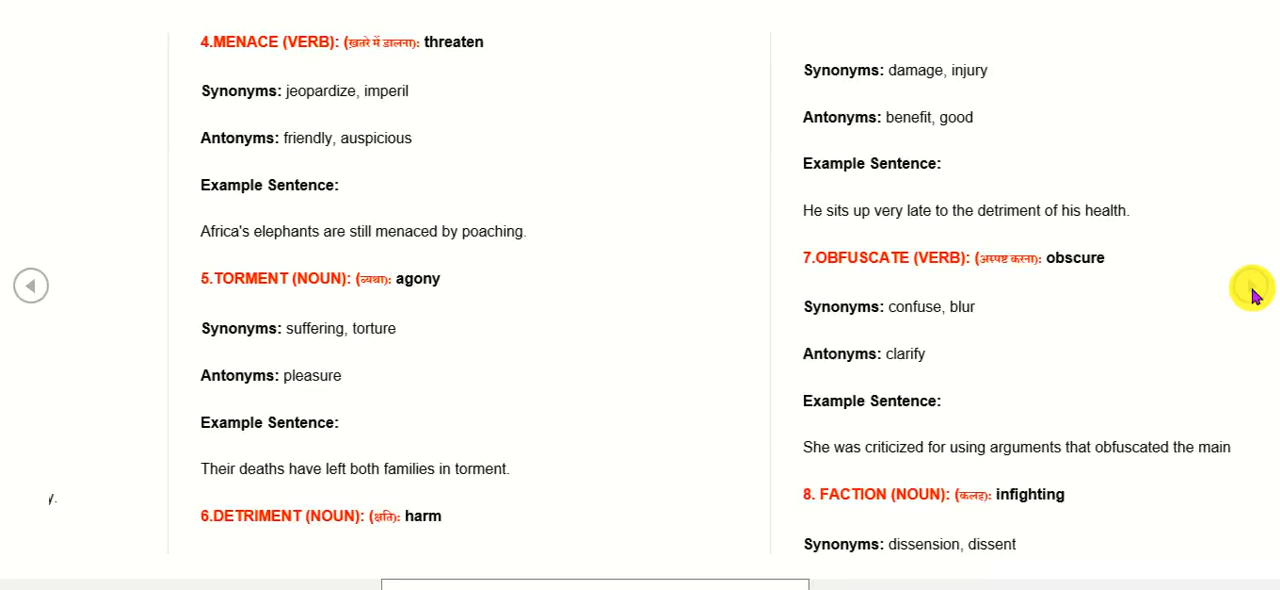 y.
4.MENACE (VERB): (ख़तरे में डालना): threaten
Synonyms: jeopardize, imperil
Antonyms: friendly, auspicious
Example Sentence:
Africa's elephants are still menaced by poaching.
5.TORMENT (NOUN): (व्यथा): agony
Synonyms: suffering, torture
Antonyms: pleasure
Example Sentence:
Their deaths have left both families in torment.
6.DETRIMENT (NOUN): (क्षति): harm
Synonyms: damage, injury
Antonyms: benefit, good
Example Sentence:
He sits up very late to the detriment of his health.
7.OBFUSCATE (VERB): (अस्पष्ट करना): obscure
Synonyms: confuse, blur
Antonyms: clarify
Example Sentence:
She was criticized for using arguments that obfuscated the main
8. FACTION (NOUN): (कलह): infighting
Synonyms: dissension, dissent